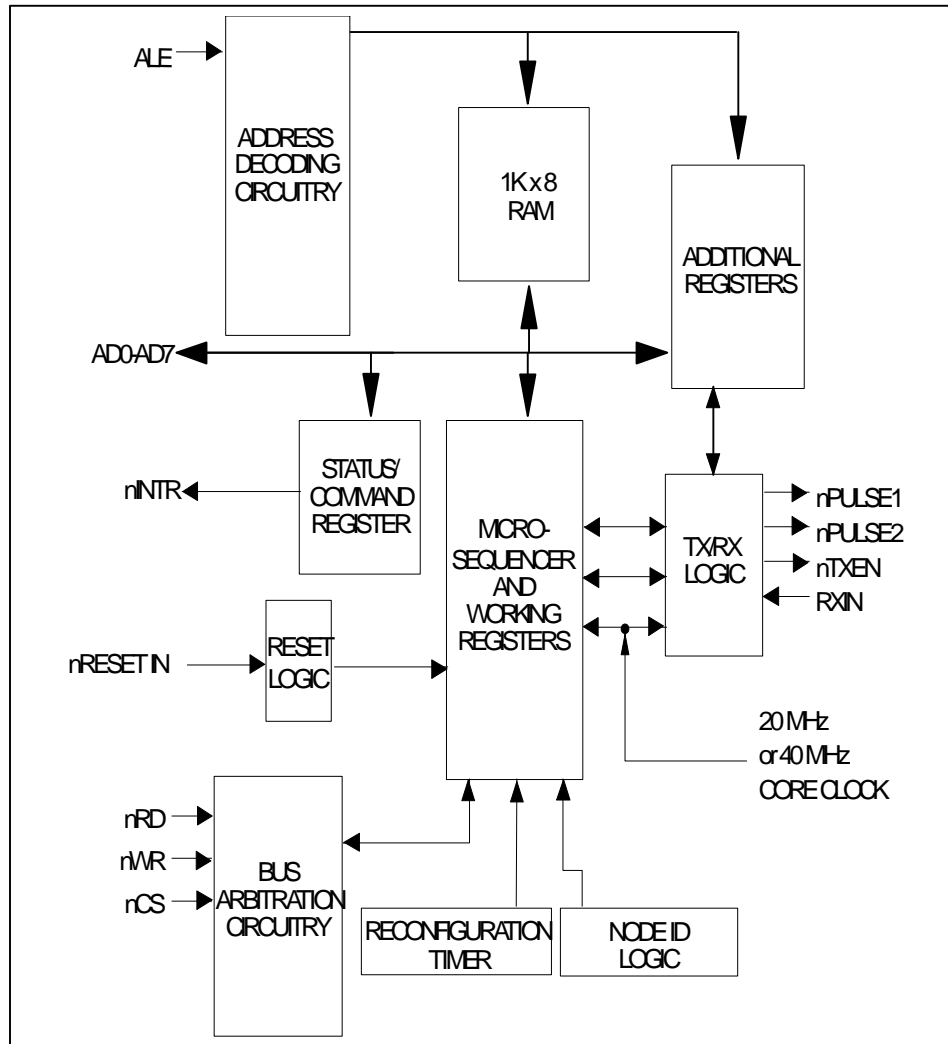 ALE
ADDRESS
DECODING
CIRCUITRY
1K x 8
RAM
ADDITIONAL
REGISTERS
AD0-AD7
nINTR
STATUS/
COMMAND
REGISTER
MICRO-
SEQUENCER
AND
WORKING
REGISTERS
TX/RX
LOGIC
nPULSE1
nPULSE2
nTXEN
RXIN
nRESET IN
RESET
LOGIC
20 MHz
or 40 MHz
CORE CLOCK
nRD
nWR
nCS
BUS
ARBITRATION
CIRCUITRY
RECONFIGURATION
TIMER
NODE ID
LOGIC